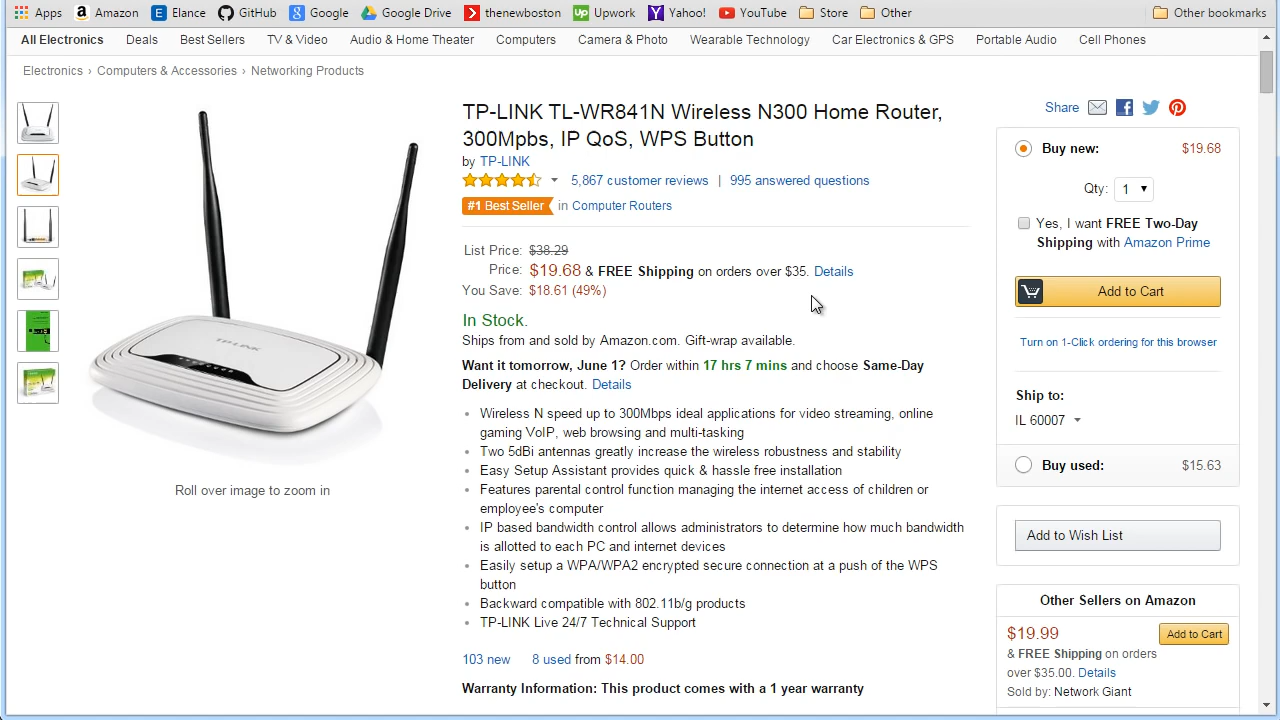 Apps Amazon Elance GitHub Google Google Drive thenewboston Upwork Yahoo! YouTube Store Other Other bookmarks
All Electronics Deals Best Sellers TV & Video Audio & Home Theater Computers Camera & Photo Wearable Technology Car Electronics & GPS Portable Audio Cell Phones
Electronics › Computers & Accessories › Networking Products
TP-LINK
Roll over image to zoom in
TP-LINK TL-WR841N Wireless N300 Home Router,
300Mpbs, IP QoS, WPS Button
by TP-LINK
5,867 customer reviews | 995 answered questions
#1 Best Seller in Computer Routers
List Price: $38.29
Price: $19.68 & FREE Shipping on orders over $35. Details
You Save: $18.61 (49%)
In Stock.
Ships from and sold by Amazon.com. Gift-wrap available.
Want it tomorrow, June 1? Order within 17 hrs 7 mins and choose Same-Day
Delivery at checkout. Details
• Wireless N speed up to 300Mbps ideal applications for video streaming, online
gaming VoIP, web browsing and multi-tasking
• Two 5dBi antennas greatly increase the wireless robustness and stability
• Easy Setup Assistant provides quick & hassle free installation
• Features parental control function managing the internet access of children or
employee's computer
• IP based bandwidth control allows administrators to determine how much bandwidth
is allotted to each PC and internet devices
• Easily setup a WPA/WPA2 encrypted secure connection at a push of the WPS
button
• Backward compatible with 802.11b/g products
• TP-LINK Live 24/7 Technical Support
103 new 8 used from $14.00
Warranty Information: This product comes with a 1 year warranty
Share
Buy new: $19.68
Qty: 1
Yes, I want FREE Two-Day
Shipping with Amazon Prime
Add to Cart
Turn on 1-Click ordering for this browser
Ship to:
IL 60007
Buy used: $15.63
Add to Wish List
Other Sellers on Amazon
$19.99 Add to Cart
& FREE Shipping on orders
over $35.00. Details
Sold by: Network Giant